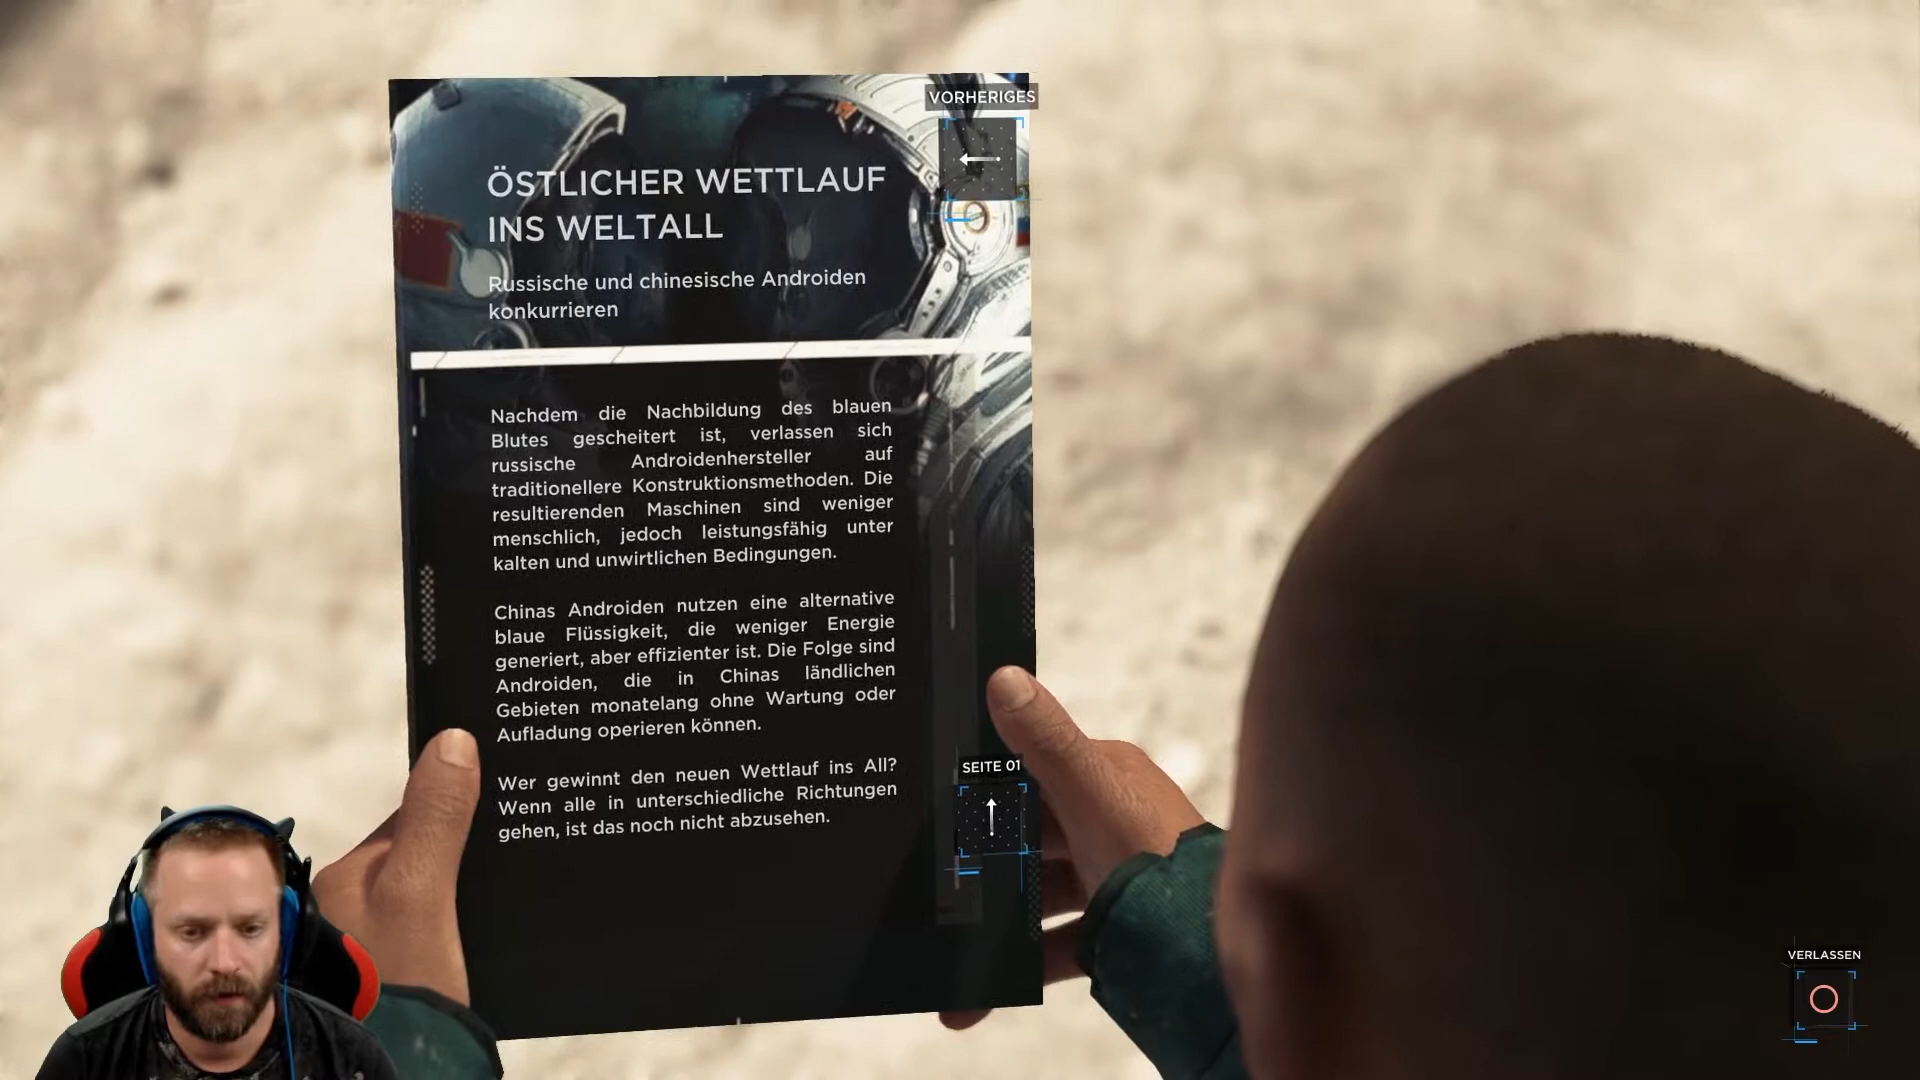 VORHERIGES
ÖSTLICHER WETTLAUF
INS WELTALL
Russische und chinesische Androiden
konkurrieren
Nachdem die Nachbildung des blauen
Blutes gescheitert ist, verlassen sich
russische Androidenhersteller auf
traditionellere Konstruktionsmethoden. Die
resultierenden Maschinen sind weniger
menschlich, jedoch leistungsfähig unter
kalten und unwirtlichen Bedingungen.
Chinas Androiden nutzen eine alternative
blaue Flüssigkeit, die weniger Energie
generiert, aber effizienter ist. Die Folge sind
Androiden, die in Chinas ländlichen
Gebieten monatelang ohne Wartung oder
Aufladung operieren können.
Wer gewinnt den neuen Wettlauf ins All?
Wenn alle in unterschiedliche Richtungen
gehen, ist das noch nicht abzusehen.
SEITE 01
VERLASSEN